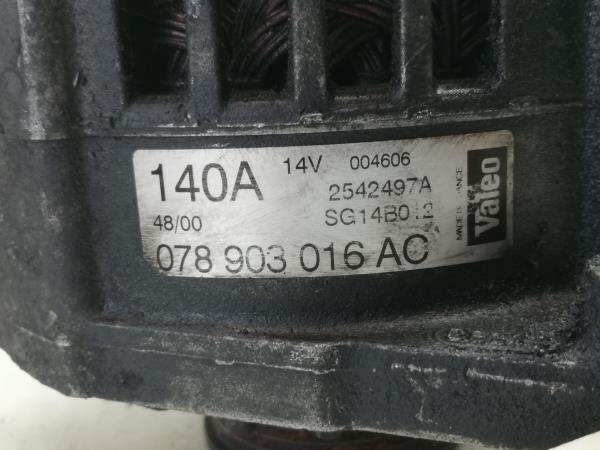 140A 14V 004606
2542497A
48/00 SG14B012
078 903 016 AC
MADE IN FRANCE
Valeo